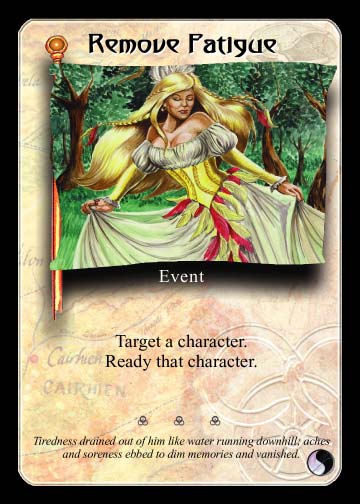 Remove Fatigue
Event
Target a character.
Ready that character.
Cairhien
CAIRHIEN
Tiredness drained out of him like water running downhill; aches
and soreness ebbed to dim memories and vanished.